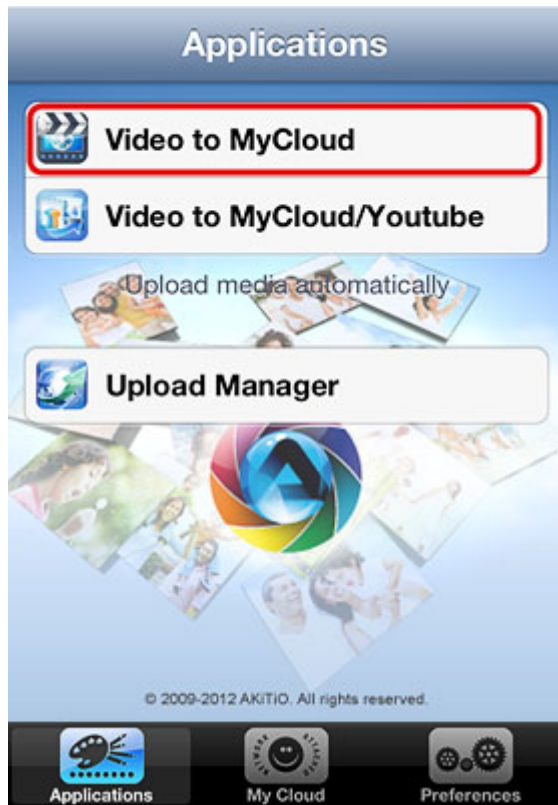 Applications
Video to MyCloud
Video to MyCloud/Youtube
Upload media automatically
Upload Manager
© 2009-2012 AKiTiO. All rights reserved.
Applications
My Cloud
Preferences